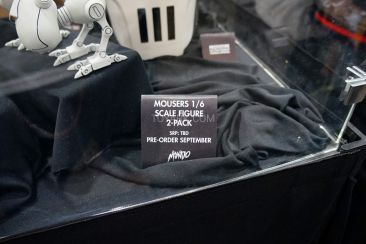 MOUSERS 1/6
SCALE FIGURE
2-PACK
SRP: TBD
PRE-ORDER SEPTEMBER
MONDO